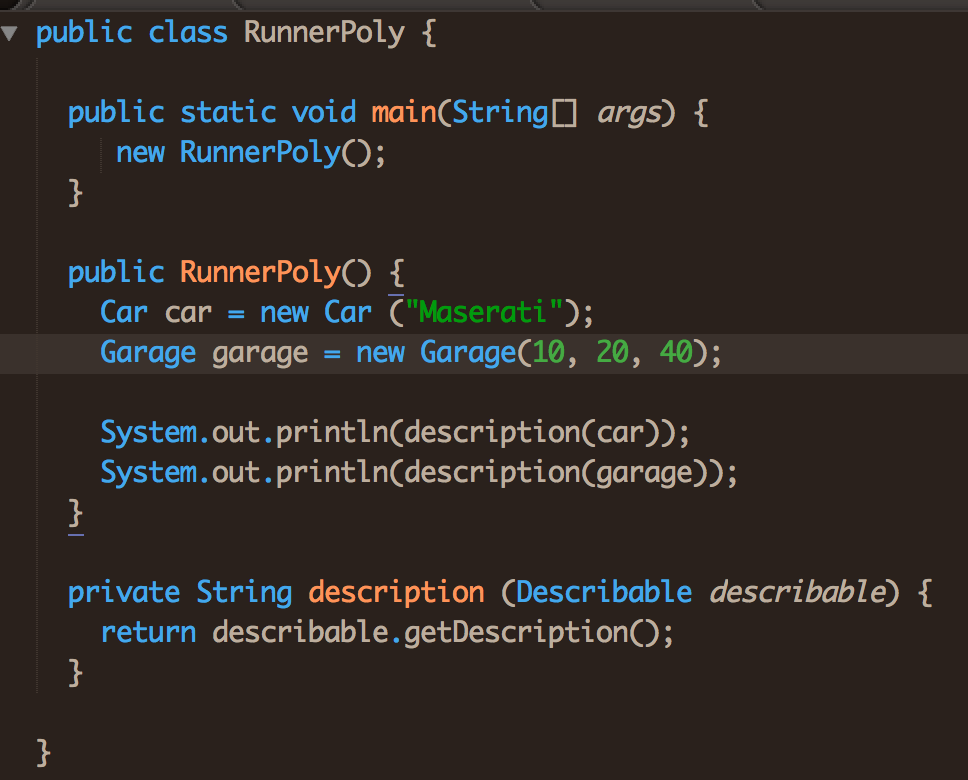 public class RunnerPoly {
public static void main(String[] args) {
new RunnerPoly();
}
public RunnerPoly() {
Car car = new Car ("Maserati");
Garage garage = new Garage(10, 20, 40);
System.out.println(description(car));
System.out.println(description(garage));
}
private String description (Describable describable) {
return describable.getDescription();
}
}